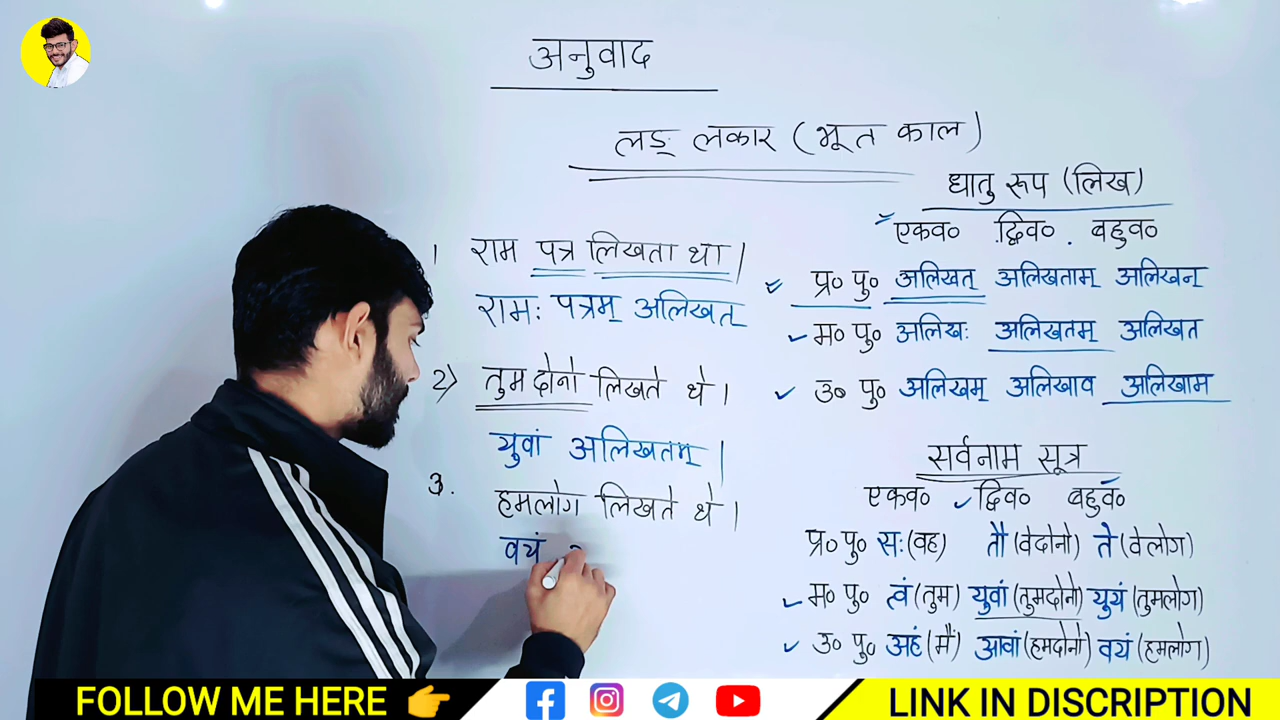 अनुवाद
लङ् लकार (भूत काल)
1 राम पत्र लिखता था|
रामः पत्रम् अलिखत्
2) तुम दोनो लिखते थे।
युवां अलिखतम् |
3. हमलोग लिखते थे।
वयं
धातु रूप (लिख)
एकव० द्विव० बहुव०
प्र० पु० अलिखत् अलिखताम् अलिखन्
म० पु० अलिखः अलिखतम् अलिखत
उ० पु० अलिखम् अलिखाव अलिखाम
सर्वनाम सूत्र
एकव० द्विव० बहुव०
प्र० पु० सः (वह) तौ (वेदोनो) ते (वेलोग)
म० पु० त्वं (तुम) युवां (तुमदोनो) युयं (तुमलोग)
उ० पु० अहं (मैं) आवां (हमदोनो) वयं (हमलोग)
FOLLOW ME HERE
LINK IN DISCRIPTION